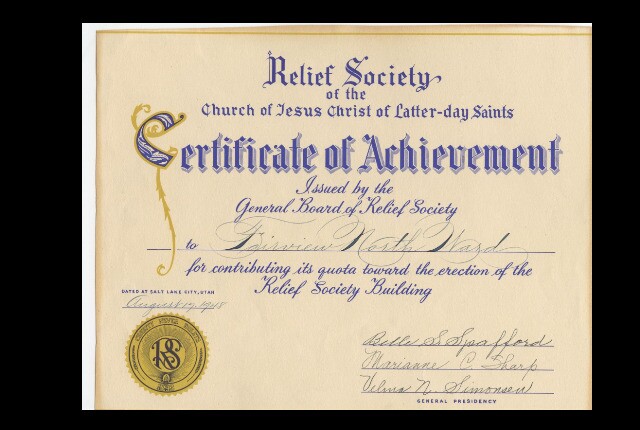 Relief Society
of the
Church of Jesus Christ of Latter-day Saints
Certificate of Achievement
Issued by the
General Board of Relief Society
to Fairview North Ward
for contributing its quota toward the erection of the
Relief Society Building
DATED AT SALT LAKE CITY, UTAH
August 17, 1948
Belle S. Spafford
Marianne C. Sharp
Velma N. Simonsen
GENERAL PRESIDENCY